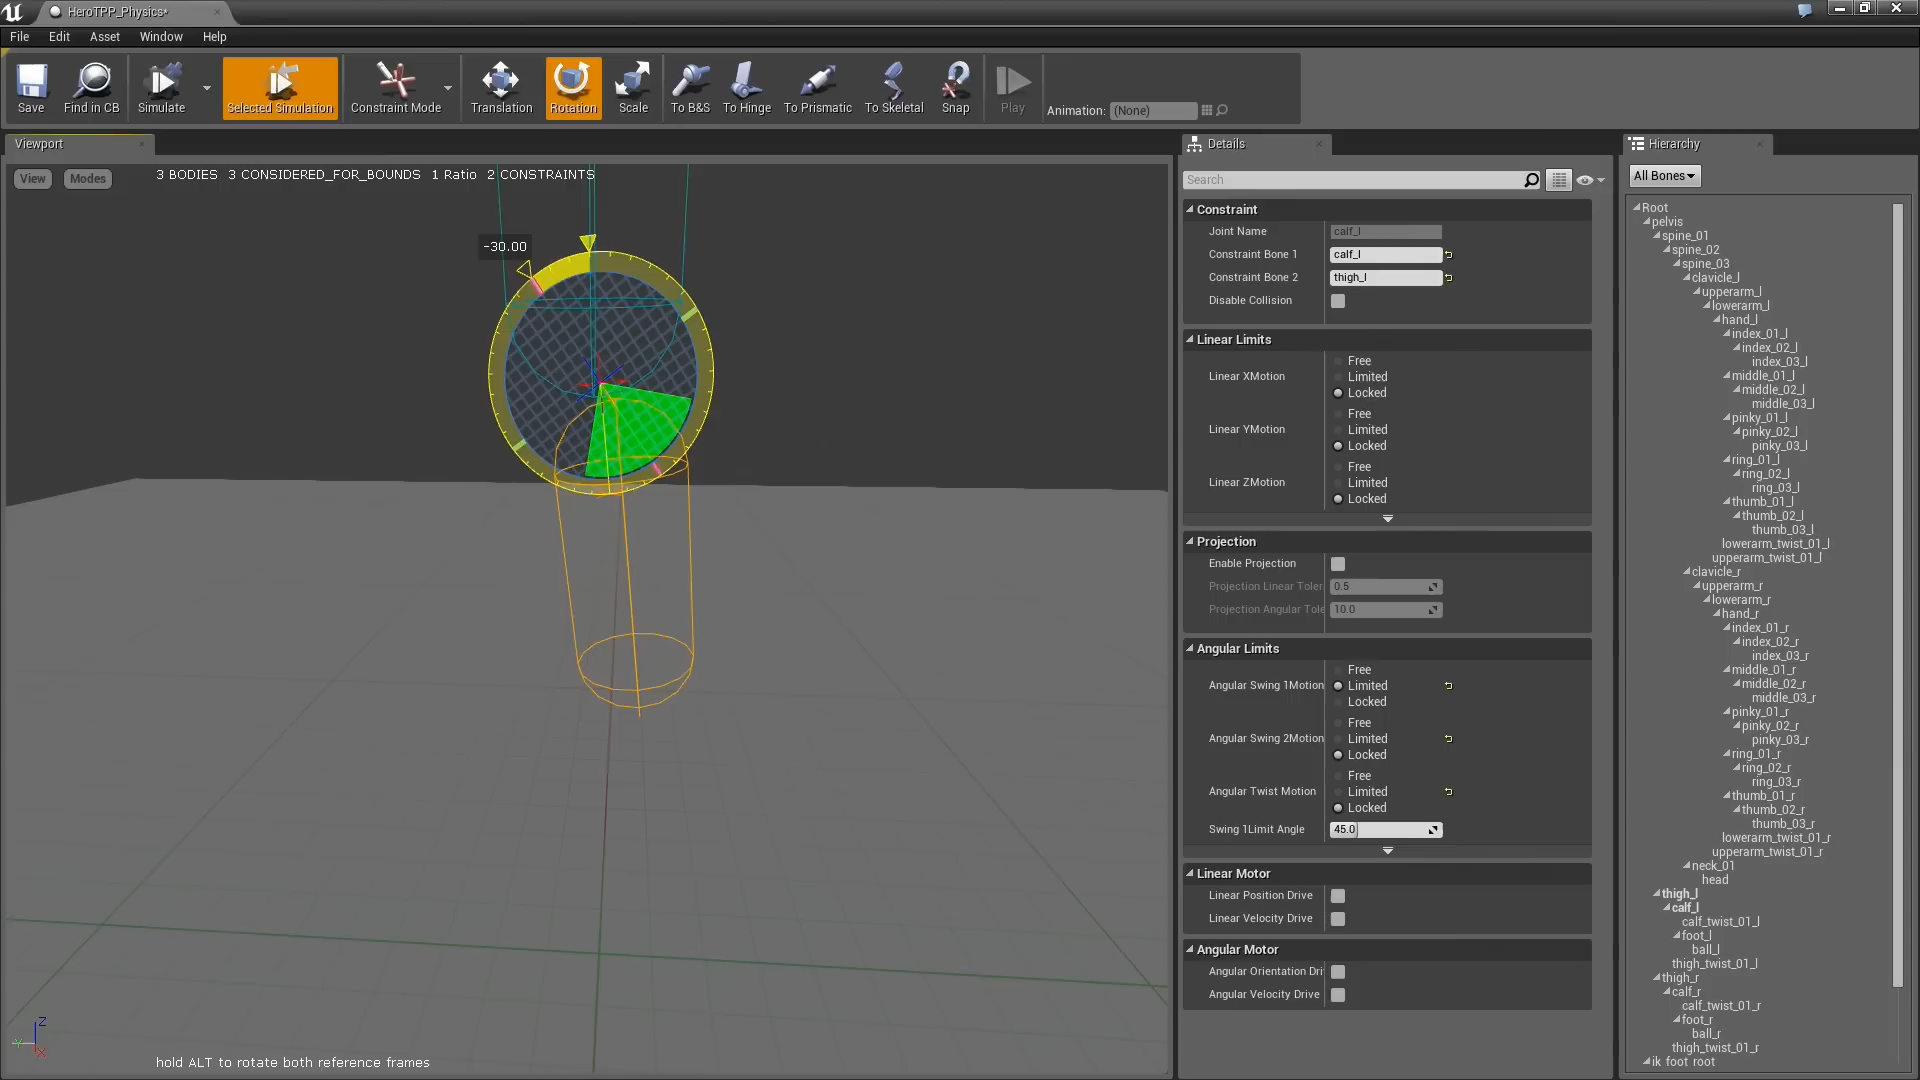 HeroTPP_Physics*
File Edit Asset Window Help
Save Find in CB Simulate Selected Simulation Constraint Mode Translation Rotation Scale To B&S To Hinge To Prismatic To Skeletal Snap Play Animation: (None)
Viewport
View Modes 3 BODIES 3 CONSIDERED_FOR_BOUNDS 1 Ratio 2 CONSTRAINTS
-30.00
hold ALT to rotate both reference frames
Z
Y
X
Details
Search
Constraint
Joint Name calf_l
Constraint Bone 1 calf_l
Constraint Bone 2 thigh_l
Disable Collision
Linear Limits
Linear XMotion
Free
Limited
Locked
Linear YMotion
Free
Limited
Locked
Linear ZMotion
Free
Limited
Locked
Projection
Enable Projection
Projection Linear Toler 0.5
Projection Angular Tole 10.0
Angular Limits
Angular Swing 1Motion
Free
Limited
Locked
Angular Swing 2Motion
Free
Limited
Locked
Angular Twist Motion
Free
Limited
Locked
Swing 1Limit Angle 45.0
Linear Motor
Linear Position Drive
Linear Velocity Drive
Angular Motor
Angular Orientation Dri
Angular Velocity Drive
Hierarchy
All Bones
Root
pelvis
spine_01
spine_02
spine_03
clavicle_l
upperarm_l
lowerarm_l
hand_l
index_01_l
index_02_l
index_03_l
middle_01_l
middle_02_l
middle_03_l
pinky_01_l
pinky_02_l
pinky_03_l
ring_01_l
ring_02_l
ring_03_l
thumb_01_l
thumb_02_l
thumb_03_l
lowerarm_twist_01_l
upperarm_twist_01_l
clavicle_r
upperarm_r
lowerarm_r
hand_r
index_01_r
index_02_r
index_03_r
middle_01_r
middle_02_r
middle_03_r
pinky_01_r
pinky_02_r
pinky_03_r
ring_01_r
ring_02_r
ring_03_r
thumb_01_r
thumb_02_r
thumb_03_r
lowerarm_twist_01_r
upperarm_twist_01_r
neck_01
head
thigh_l
calf_l
calf_twist_01_l
foot_l
ball_l
thigh_twist_01_l
thigh_r
calf_r
calf_twist_01_r
foot_r
ball_r
thigh_twist_01_r
ik foot root